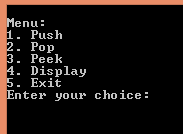 Menu:
1. Push
2. Pop
3. Peek
4. Display
5. Exit
Enter your choice: